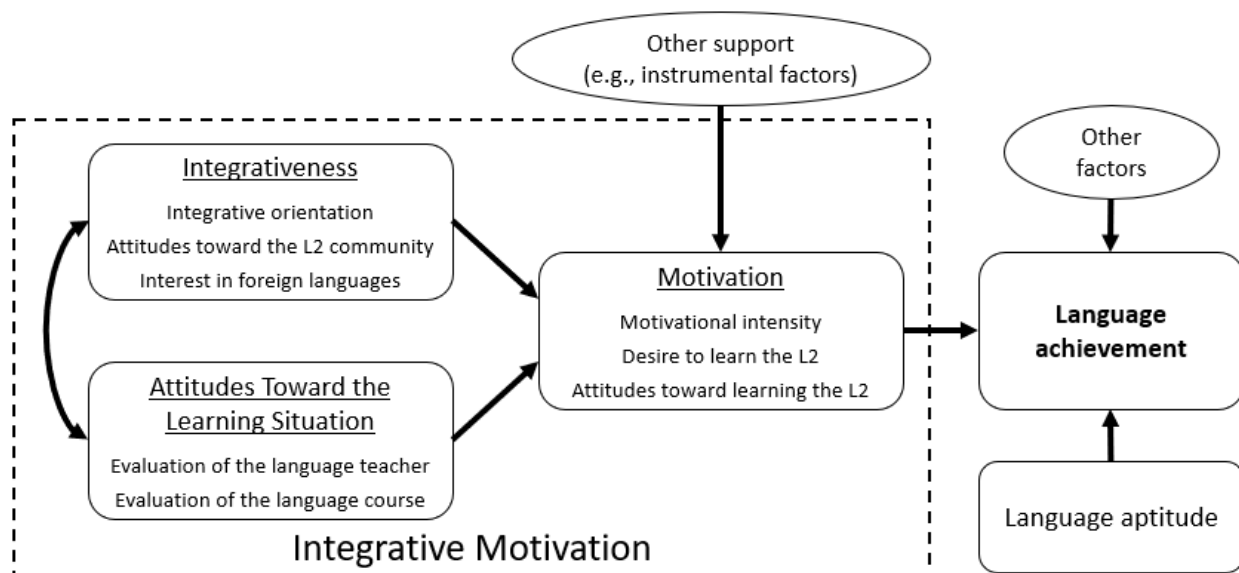 Other support
(e.g., instrumental factors)
Other
factors
Integrativeness
Integrative orientation
Attitudes toward the L2 community
Interest in foreign languages
Motivation
Motivational intensity
Desire to learn the L2
Attitudes toward learning the L2
Language
achievement
Attitudes Toward the
Learning Situation
Evaluation of the language teacher
Evaluation of the language course
Language aptitude
Integrative Motivation